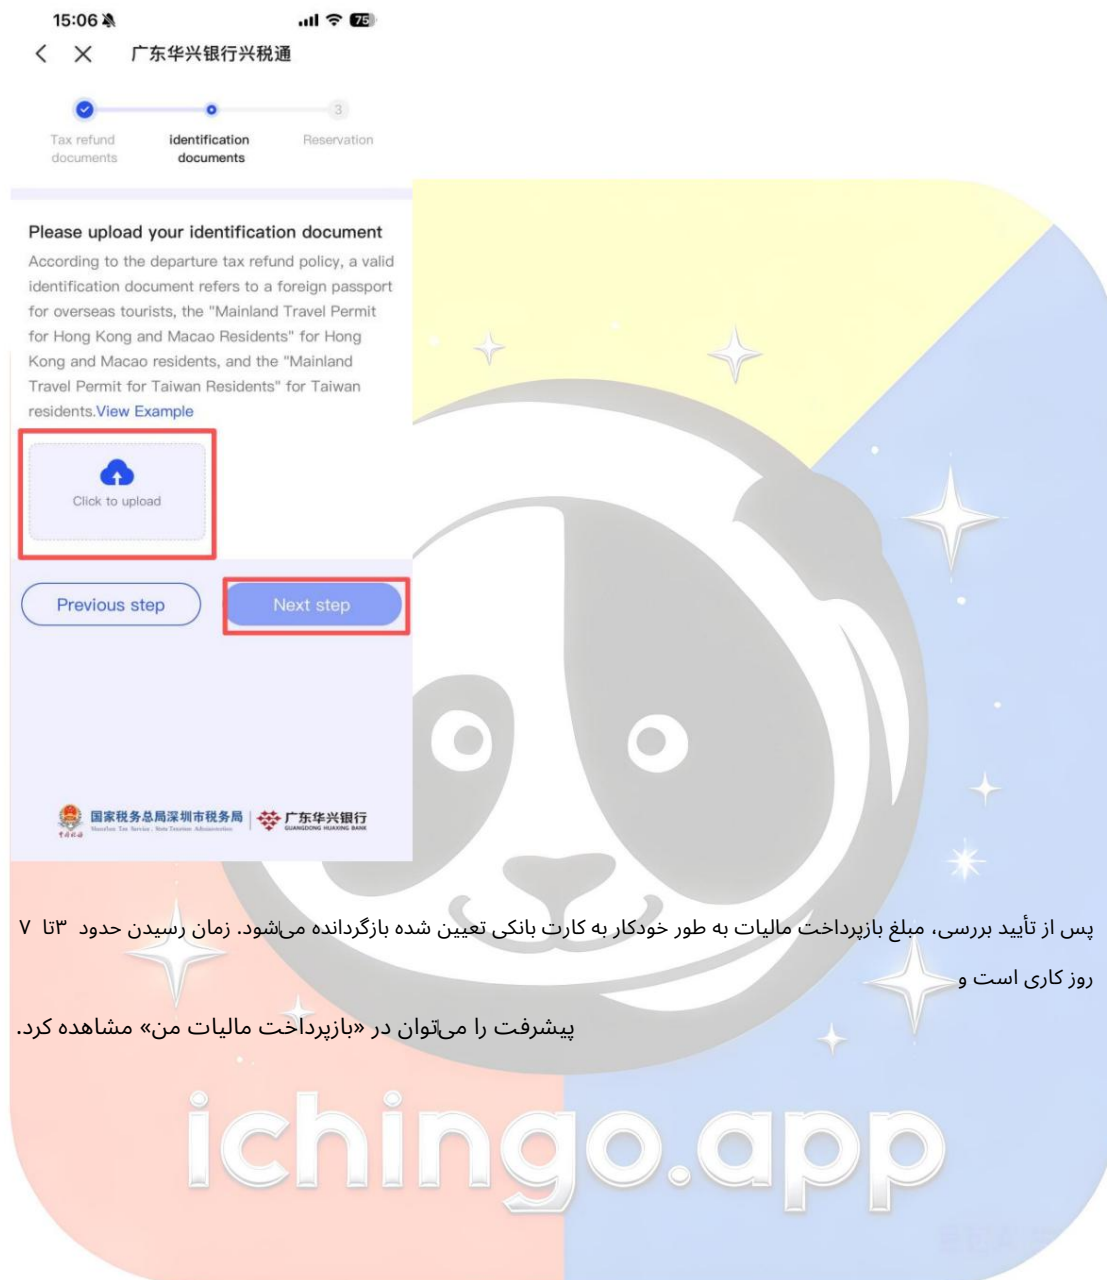 15:06
75
广东华兴银行兴税通
3
Tax refund documents
identification documents
Reservation
Please upload your identification document
According to the departure tax refund policy, a valid
identification document refers to a foreign passport
for overseas tourists, the "Mainland Travel Permit
for Hong Kong and Macao Residents" for Hong
Kong and Macao residents, and the "Mainland
Travel Permit for Taiwan Residents" for Taiwan
residents.View Example
Click to upload
Previous step
Next step
国家税务总局深圳市税务局
广东华兴银行
GUANGDONG HUAXING BANK
پس از تأیید بررسی، مبلغ بازپرداخت مالیات به طور خودکار به کارت بانکی تعیین شده بازگردانده می‌شود. زمان رسیدن حدود ۳تا ۷
روز کاری است و
پیشرفت را می‌توان در «بازپرداخت مالیات من» مشاهده کرد.
ichingo.app